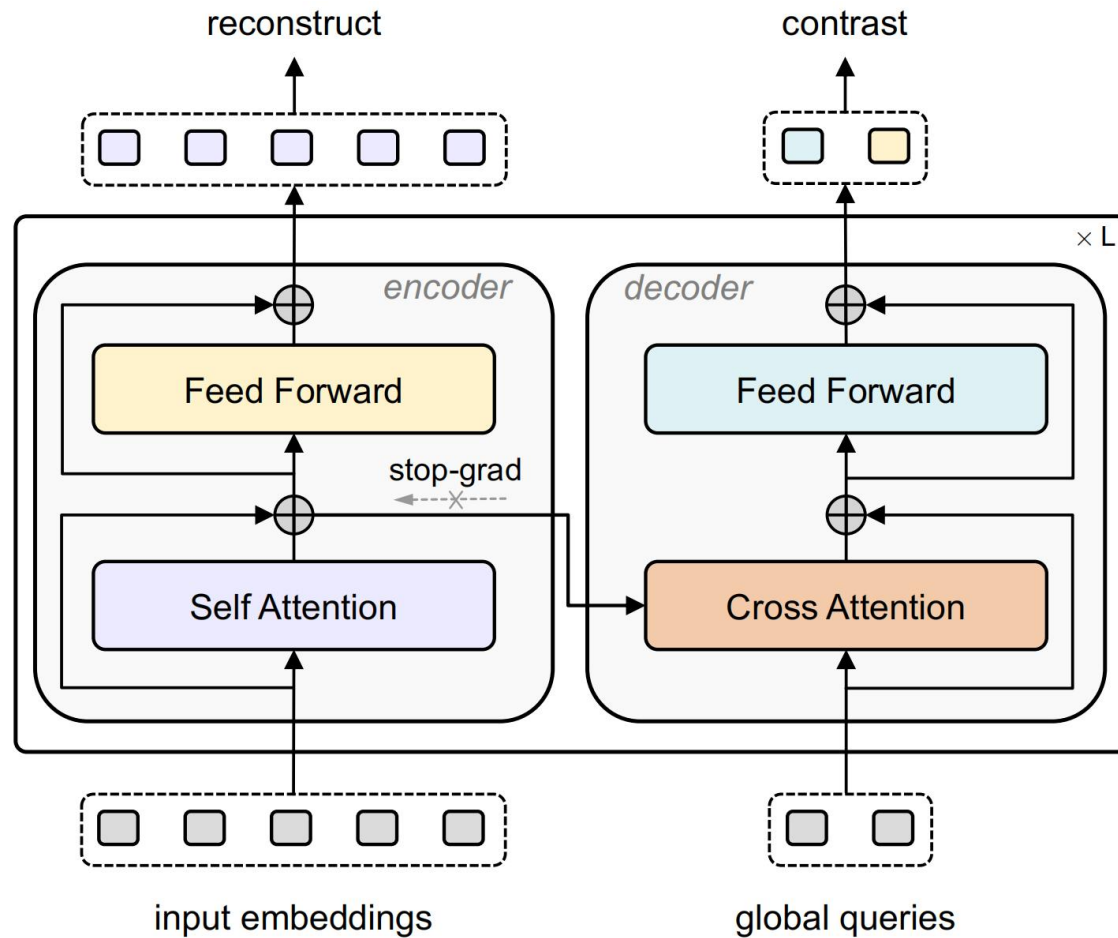 reconstruct
contrast
× L
encoder
decoder
Feed Forward
Feed Forward
stop-grad
Self Attention
Cross Attention
input embeddings
global queries